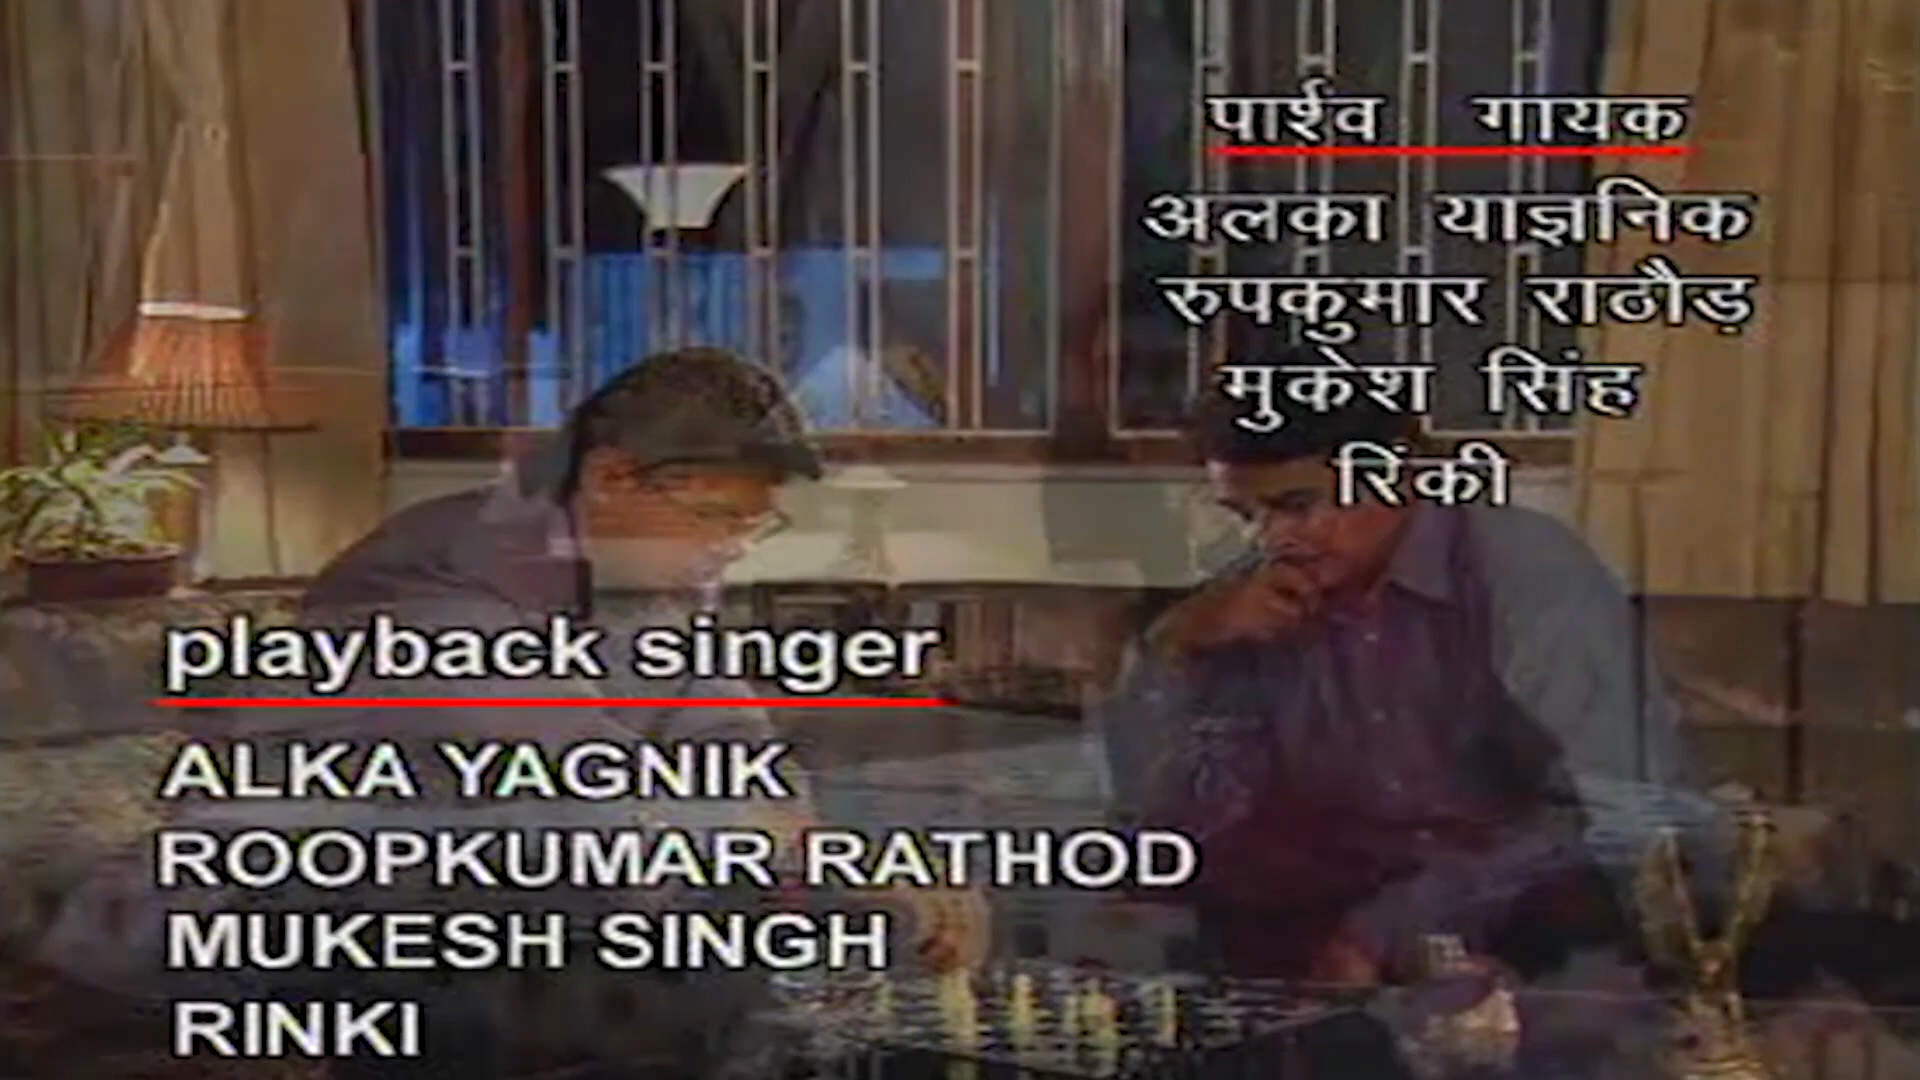 पार्श्व गायक
अलका याज्ञनिक
रुपकुमार राठौड़
मुकेश सिंह
रिंकी
playback singer
ALKA YAGNIK
ROOPKUMAR RATHOD
MUKESH SINGH
RINKI